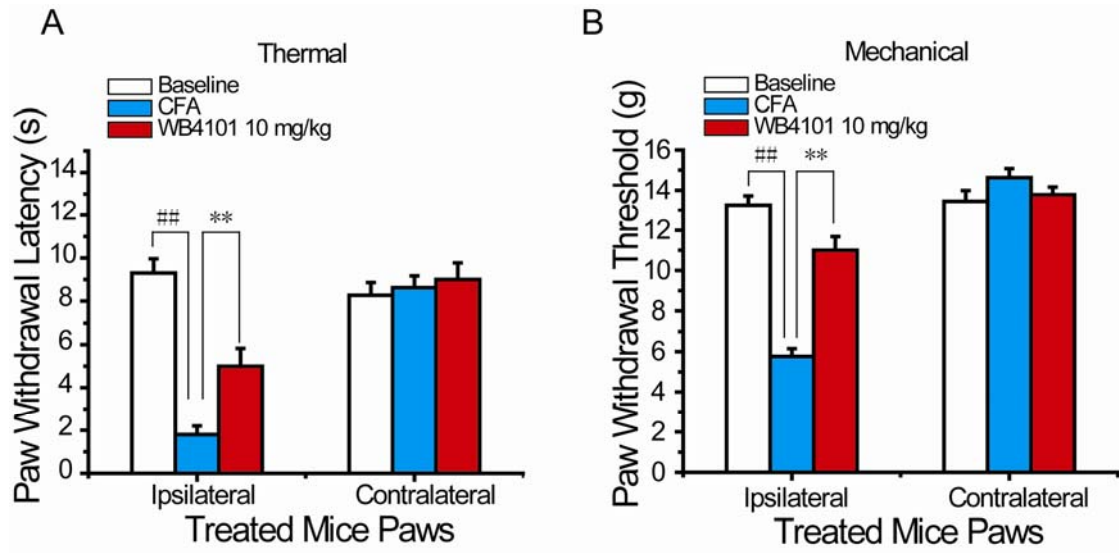 A
Thermal
Baseline
CFA
WB4101 10 mg/kg
Paw Withdrawal Latency (s)
14
12
10
8
6
4
2
0
##
**
Ipsilateral
Contralateral
Treated Mice Paws
B
Mechanical
Baseline
CFA
WB4101 10 mg/kg
Paw Withdrawal Threshold (g)
16
14
12
10
8
6
4
2
0
##
**
Ipsilateral
Contralateral
Treated Mice Paws